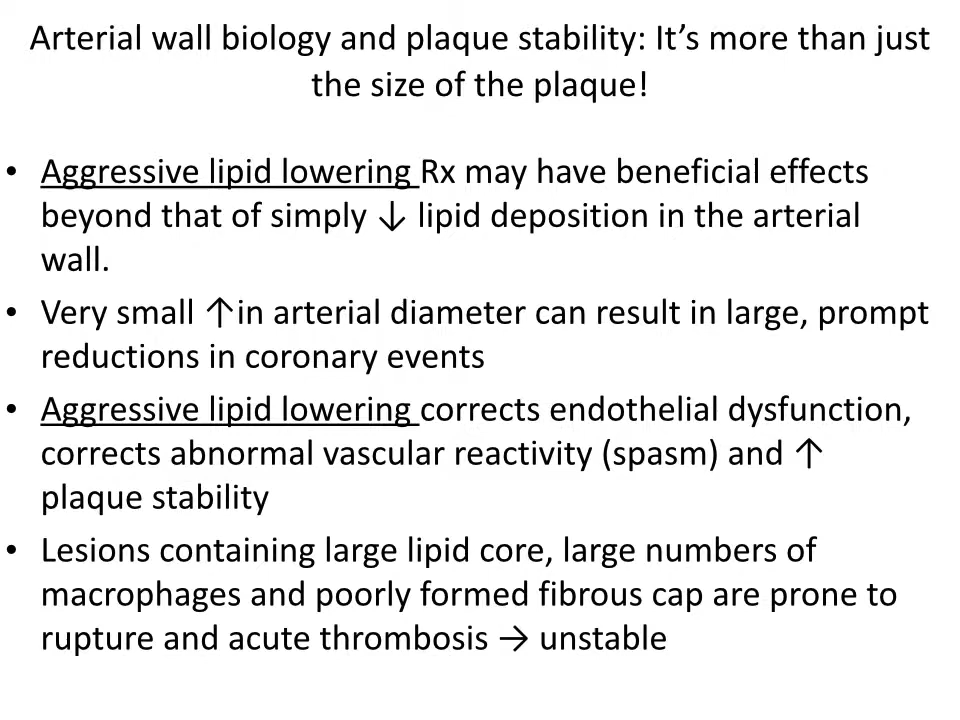 Arterial wall biology and plaque stability: It’s more than just
the size of the plaque!
• Aggressive lipid lowering Rx may have beneficial effects
beyond that of simply ↓ lipid deposition in the arterial
wall.
• Very small ↑in arterial diameter can result in large, prompt
reductions in coronary events
• Aggressive lipid lowering corrects endothelial dysfunction,
corrects abnormal vascular reactivity (spasm) and ↑
plaque stability
• Lesions containing large lipid core, large numbers of
macrophages and poorly formed fibrous cap are prone to
rupture and acute thrombosis → unstable